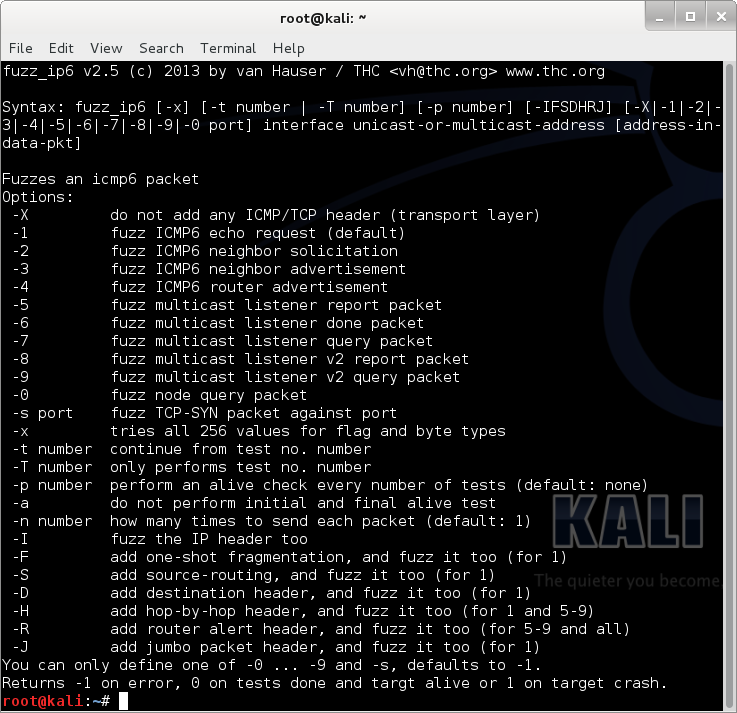 root@kali: ~
File Edit View Search Terminal Help
fuzz_ip6 v2.5 (c) 2013 by van Hauser / THC <vh@thc.org> www.thc.org
Syntax: fuzz_ip6 [-x] [-t number | -T number] [-p number] [-IFSDHRJ] [-X|-1|-2|-
3|-4|-5|-6|-7|-8|-9|-0 port] interface unicast-or-multicast-address [address-in-
data-pkt]
Fuzzes an icmp6 packet
Options:
-X do not add any ICMP/TCP header (transport layer)
-1 fuzz ICMP6 echo request (default)
-2 fuzz ICMP6 neighbor solicitation
-3 fuzz ICMP6 neighbor advertisement
-4 fuzz ICMP6 router advertisement
-5 fuzz multicast listener report packet
-6 fuzz multicast listener done packet
-7 fuzz multicast listener query packet
-8 fuzz multicast listener v2 report packet
-9 fuzz multicast listener v2 query packet
-0 fuzz node query packet
-s port fuzz TCP-SYN packet against port
-x tries all 256 values for flag and byte types
-t number continue from test no. number
-T number only performs test no. number
-p number perform an alive check every number of tests (default: none)
-a do not perform initial and final alive test
-n number how many times to send each packet (default: 1)
-I fuzz the IP header too
-F add one-shot fragmentation, and fuzz it too (for 1)
-S add source-routing, and fuzz it too (for 1)
-D add destination header, and fuzz it too (for 1)
-H add hop-by-hop header, and fuzz it too (for 1 and 5-9)
-R add router alert header, and fuzz it too (for 5-9 and all)
-J add jumbo packet header, and fuzz it too (for 1)
You can only define one of -0 ... -9 and -s, defaults to -1.
Returns -1 on error, 0 on tests done and targt alive or 1 on target crash.
root@kali:~#
KALI
The quieter you become,